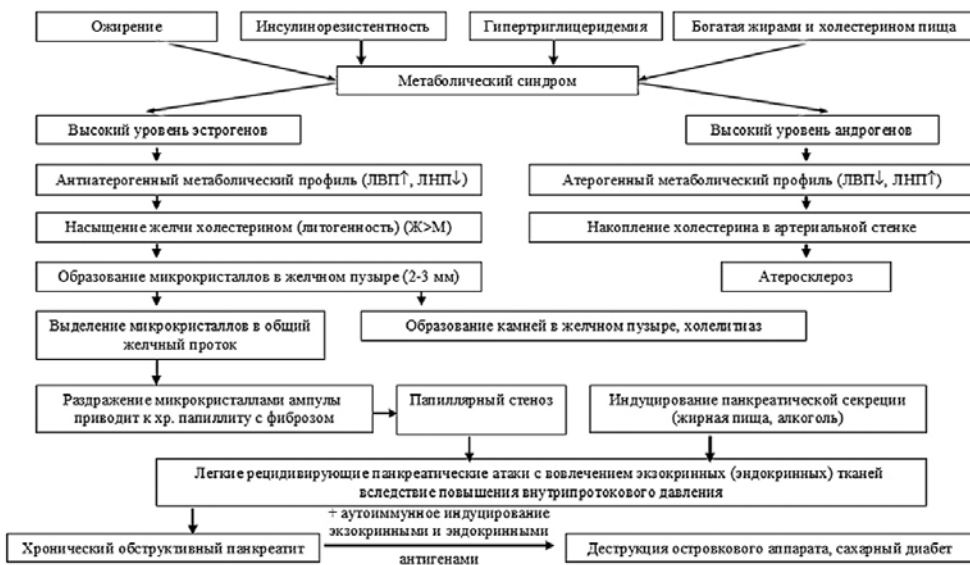 Ожирение
Инсулинорезистентность
Гипертриглицеридемия
Богатая жирами и холестерином пища
Метаболический синдром
Высокий уровень эстрогенов
Высокий уровень андрогенов
Антиатерогенный метаболический профиль (ЛВП↑, ЛНП↓)
Атерогенный метаболический профиль (ЛВП↓, ЛНП↑)
Насыщение желчи холестерином (литогенность) (Ж>М)
Накопление холестерина в артериальной стенке
Образование микрокристаллов в желчном пузыре (2-3 мм)
Атеросклероз
Выделение микрокристаллов в общий
желчный проток
Образование камней в желчном пузыре, холелитиаз
Раздражение микрокристаллами ампулы
приводит к хр. папиллиту с фиброзом
Папиллярный стеноз
Индуцирование панкреатической секреции
(жирная пища, алкоголь)
Легкие рецидивирующие панкреатические атаки с вовлечением экзокринных (эндокринных) тканей
вследствие повышения внутрипротокового давления
Хронический обструктивный панкреатит
+ аутоиммунное индуцирование
экзокринными и эндокринными
антигенами
Деструкция островкового аппарата, сахарный диабет